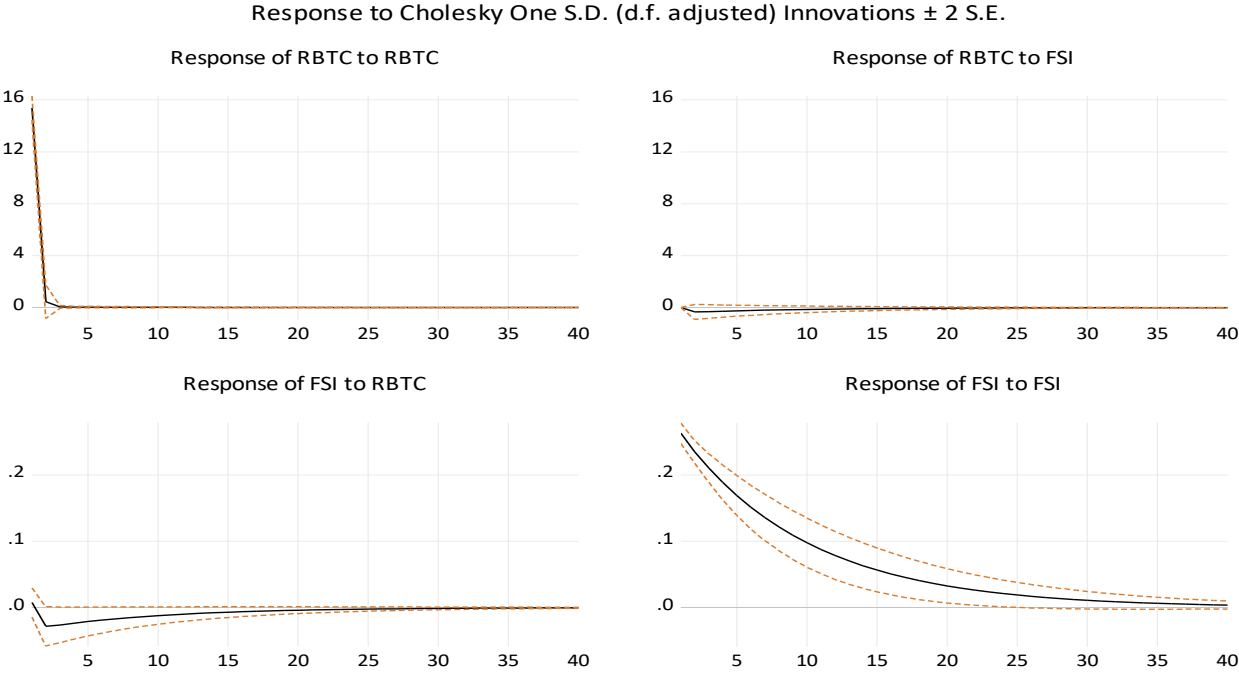 Response to Cholesky One S.D. (d.f. adjusted) Innovations ± 2 S.E.
Response of RBTC to RBTC
16
12
8
4
0
5 10 15 20 25 30 35 40
Response of RBTC to FSI
16
12
8
4
0
5 10 15 20 25 30 35 40
Response of FSI to RBTC
.2
.1
.0
5 10 15 20 25 30 35 40
Response of FSI to FSI
.2
.1
.0
5 10 15 20 25 30 35 40